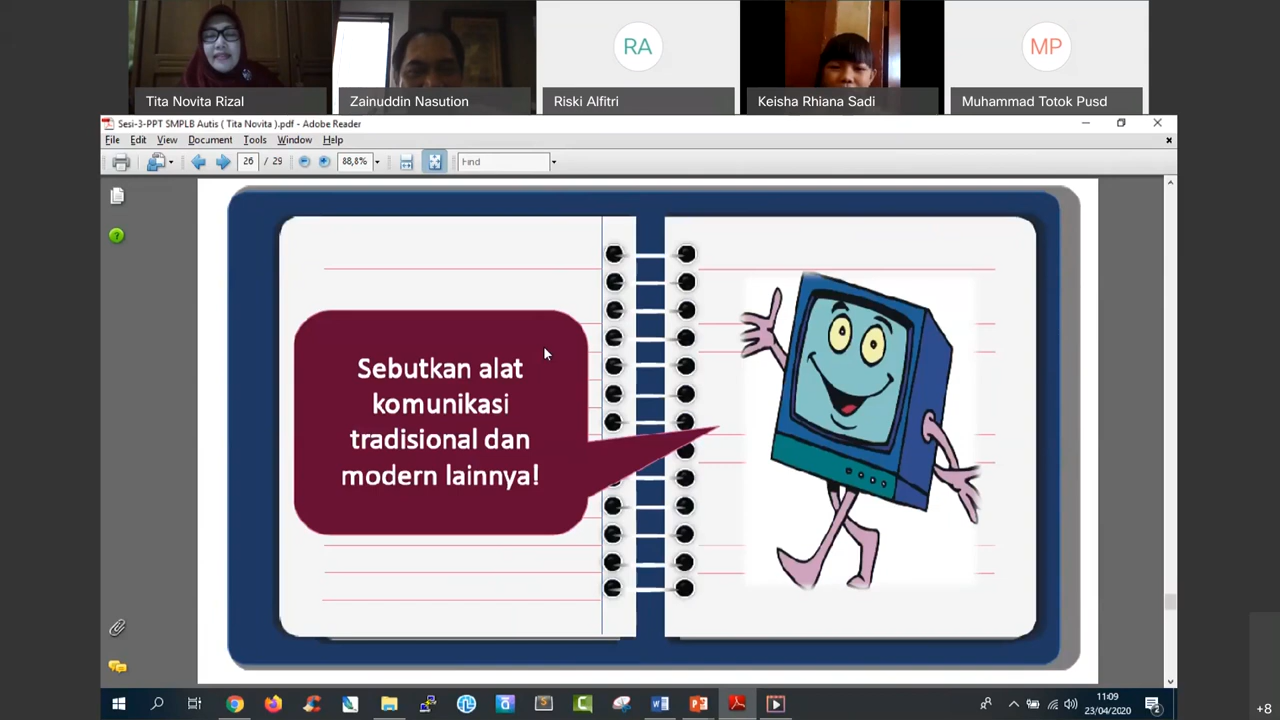 RA
MP
Tita Novita Rizal
Zainuddin Nasution
Riski Alfitri
Keisha Rhiana Sadi
Muhammad Totok Pusd
Sesi-3-PPT SMPLB Autis ( Tita Novita ).pdf - Adobe Reader
File Edit View Document Tools Window Help
26 / 29 88,8% Find
Sebutkan alat
komunikasi
tradisional dan
modern lainnya!
11:09
23/04/2020
2
+8